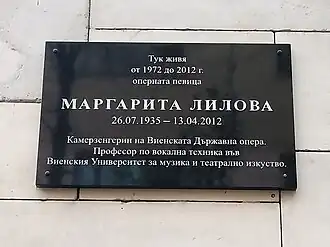 Тук живя
от 1972 до 2012 г.
оперната певица
МАРГАРИТА ЛИЛОВА
26.07.1935 – 13.04.2012
Камерзенгерин на Виенската Държавна опера.
Професор по вокална техника във
Виенския Университет за музика и театрално изкуство.